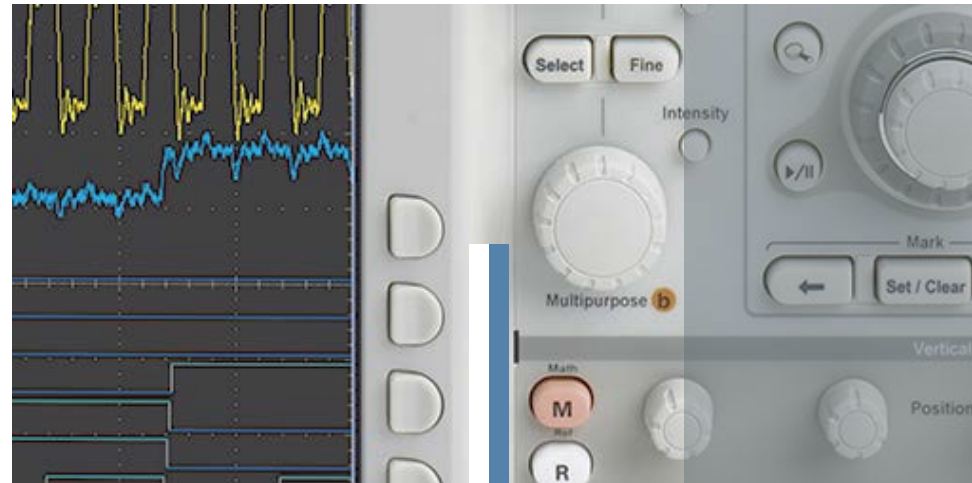 Select
Fine
Intensity
Multipurpose b
Mark
Set / Clear
Vertical
Math
M
Position
Ref
R